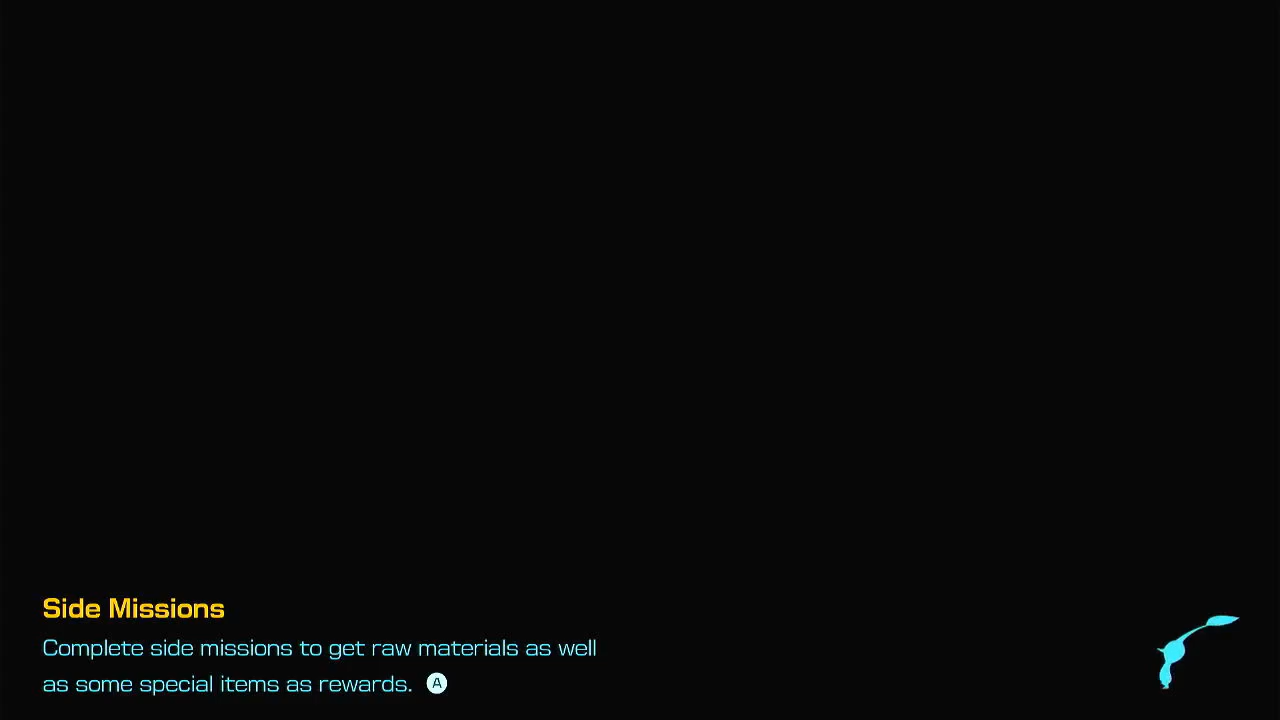 Side Missions
Complete side missions to get raw materials as well
as some special items as rewards. A